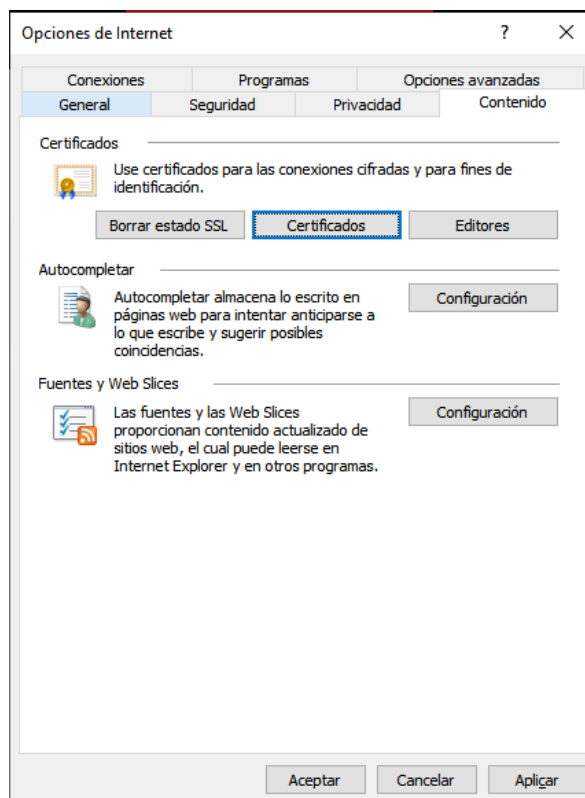 Opciones de Internet
?
Conexiones Programas Opciones avanzadas
General Seguridad Privacidad Contenido
Certificados
Use certificados para las conexiones cifradas y para fines de
identificación.
Borrar estado SSL Certificados Editores
Autocompletar
Autocompletar almacena lo escrito en
páginas web para intentar anticiparse a
lo que escribe y sugerir posibles
coincidencias.
Configuración
Fuentes y Web Slices
Las fuentes y las Web Slices
proporcionan contenido actualizado de
sitios web, el cual puede leerse en
Internet Explorer y en otros programas.
Configuración
Aceptar Cancelar Aplicar